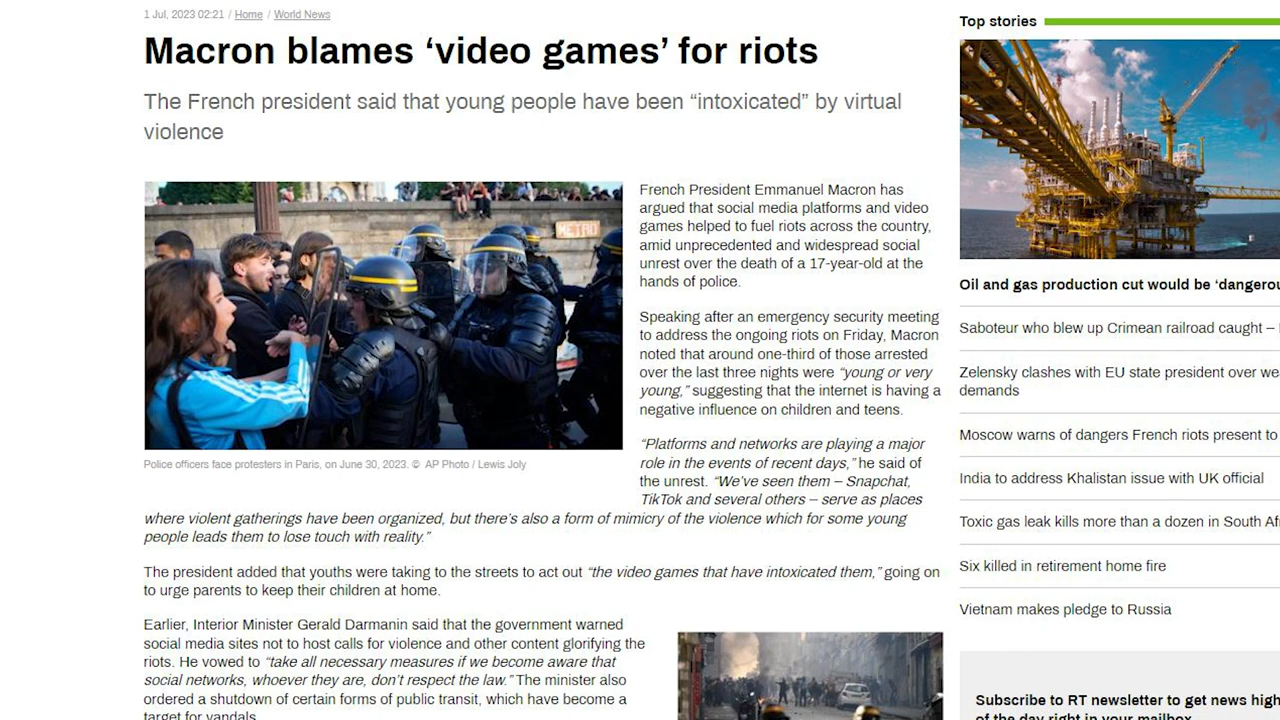 1 Jul, 2023 02:21 / Home / World News
Macron blames ‘video games’ for riots
The French president said that young people have been “intoxicated” by virtual
violence
METRO
Police officers face protesters in Paris, on June 30, 2023. © AP Photo / Lewis Joly
French President Emmanuel Macron has
argued that social media platforms and video
games helped to fuel riots across the country,
amid unprecedented and widespread social
unrest over the death of a 17-year-old at the
hands of police.
Speaking after an emergency security meeting
to address the ongoing riots on Friday, Macron
noted that around one-third of those arrested
over the last three nights were “young or very
young,” suggesting that the internet is having a
negative influence on children and teens.
“Platforms and networks are playing a major
role in the events of recent days,” he said of
the unrest. “We’ve seen them – Snapchat,
TikTok and several others – serve as places
where violent gatherings have been organized, but there’s also a form of mimicry of the violence which for some young
people leads them to lose touch with reality.”
The president added that youths were taking to the streets to act out “the video games that have intoxicated them,” going on
to urge parents to keep their children at home.
Earlier, Interior Minister Gerald Darmanin said that the government warned
social media sites not to host calls for violence and other content glorifying the
riots. He vowed to “take all necessary measures if we become aware that
social networks, whoever they are, don’t respect the law.” The minister also
ordered a shutdown of certain forms of public transit, which have become a
target for vandals.
Top stories
Oil and gas production cut would be ‘dangerou
Saboteur who blew up Crimean railroad caught –
Zelensky clashes with EU state president over we
demands
Moscow warns of dangers French riots present to
India to address Khalistan issue with UK official
Toxic gas leak kills more than a dozen in South Af
Six killed in retirement home fire
Vietnam makes pledge to Russia
Subscribe to RT newsletter to get news high
of the day right in your mailbox